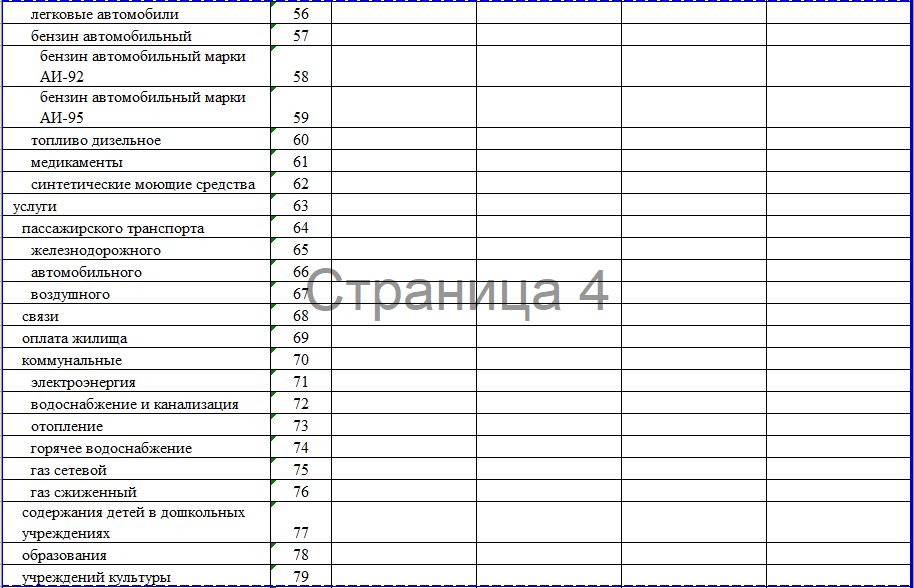 легковые автомобили 56
бензин автомобильный 57
бензин автомобильный марки
АИ-92 58
бензин автомобильный марки
АИ-95 59
топливо дизельное 60
медикаменты 61
синтетические моющие средства 62
услуги 63
пассажирского транспорта 64
железнодорожного 65
автомобильного 66
воздушного 67
Страница 4
связи 68
оплата жилища 69
коммунальные 70
электроэнергия 71
водоснабжение и канализация 72
отопление 73
горячее водоснабжение 74
газ сетевой 75
газ сжиженный 76
содержания детей в дошкольных
учреждениях 77
образования 78
учреждений культуры 79